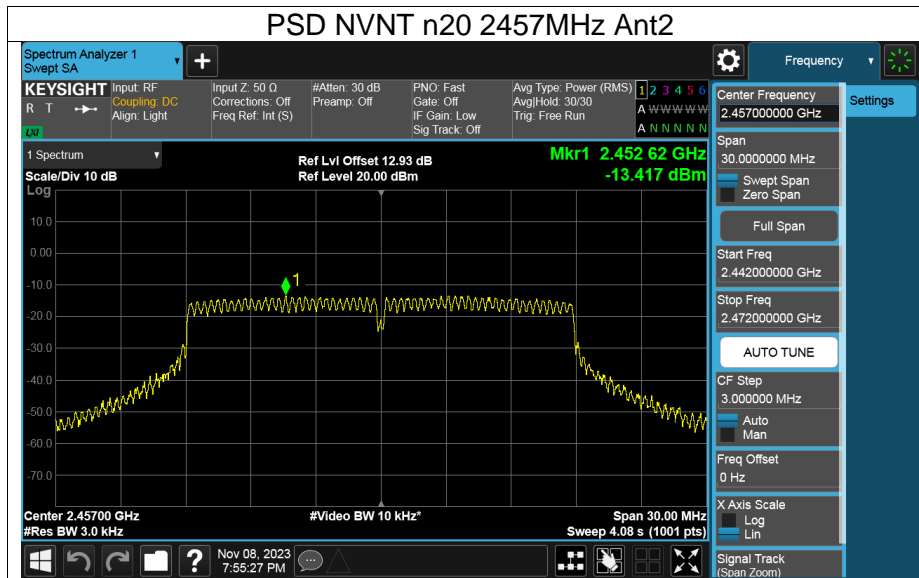 PSD NVNT n20 2457MHz Ant2
Spectrum Analyzer 1
Swept SA
+
Frequency
KEYSIGHT
R T
LXI
Input: RF
Coupling: DC
Align: Light
Input Z: 50 Ω
Corrections: Off
Freq Ref: Int (S)
#Atten: 30 dB
Preamp: Off
PNO: Fast
Gate: Off
IF Gain: Low
Sig Track: Off
Avg Type: Power (RMS)
Avg|Hold: 30/30
Trig: Free Run
1 2 3 4 5 6
A W W W W W
A N N N N N
1 Spectrum
Scale/Div 10 dB
Ref Lvl Offset 12.93 dB
Ref Level 20.00 dBm
Mkr1 2.452 62 GHz
-13.417 dBm
Log
10.0
0.00
-10.0
-20.0
-30.0
-40.0
-50.0
-60.0
-70.0
1
Center 2.45700 GHz
#Res BW 3.0 kHz
#Video BW 10 kHz*
Span 30.00 MHz
Sweep 4.08 s (1001 pts)
Center Frequency
2.457000000 GHz
Settings
Span
30.0000000 MHz
Swept Span
Zero Span
Full Span
Start Freq
2.442000000 GHz
Stop Freq
2.472000000 GHz
AUTO TUNE
CF Step
3.000000 MHz
Auto
Man
Freq Offset
0 Hz
X Axis Scale
Log
Lin
Signal Track
(Span Zoom)
?
Nov 08, 2023
7:55:27 PM